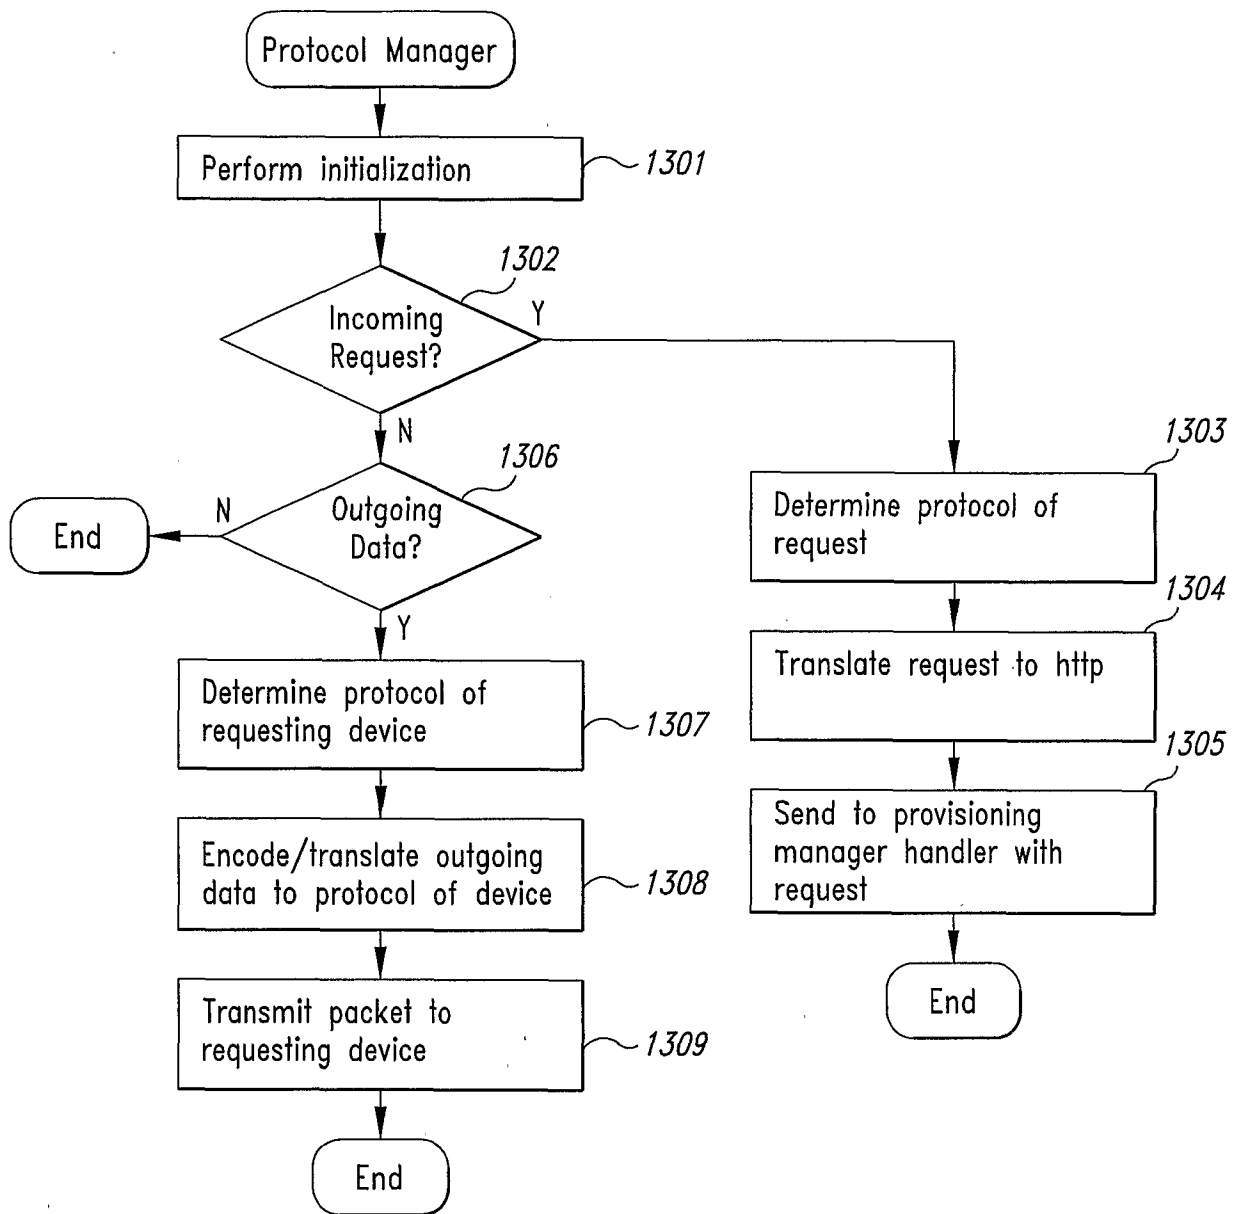 Protocol Manager
Perform initialization
1301
1302
Incoming
Request?
Y
N
1306
Outgoing
Data?
N
End
Y
Determine protocol of
requesting device
1307
Encode/translate outgoing
data to protocol of device
1308
Transmit packet to
requesting device
1309
End
1303
Determine protocol of
request
1304
Translate request to http
1305
Send to provisioning
manager handler with
request
End